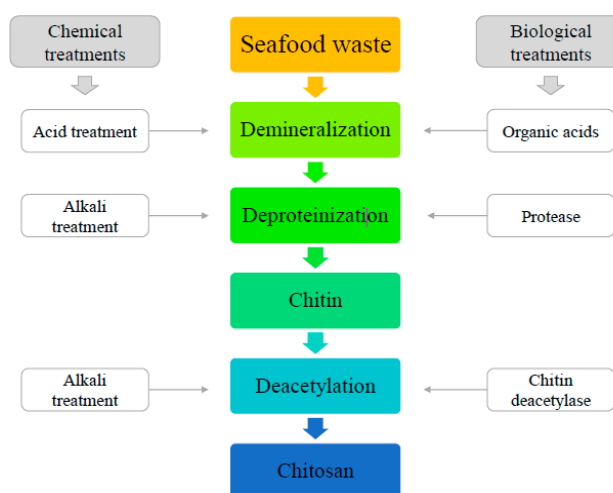 Chemical
treatments
Seafood waste
Biological
treatments
Acid treatment
Demineralization
Organic acids
Alkali
treatment
Deproteinization
Protease
Chitin
Alkali
treatment
Deacetylation
Chitin
deacetylase
Chitosan